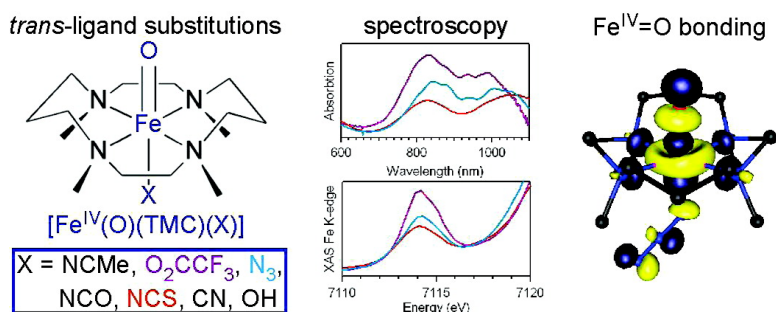 trans-ligand substitutions
O
N N
Fe
N N
X
[Fe^IV(O)(TMC)(X)]
X = NCMe, O₂CCF₃, N₃,
NCO, NCS, CN, OH
spectroscopy
Absorbtion
600 800 1000
Wavelength (nm)
XAS Fe K-edge
7110 7115 7120
Energy (eV)
Fe^IV=O bonding